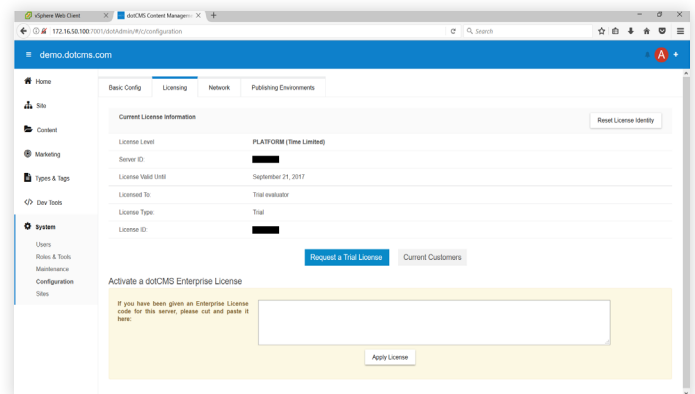 vSphere Web Client
dotCMS Content Manageme
172.16.50.100:7001/dotAdmin/#/c/configuration
Search
demo.dotcms.com
A
Home
Site
Content
Marketing
Types & Tags
Dev Tools
System
Users
Roles & Tools
Maintenance
Configuration
Sites
Basic Config Licensing Network Publishing Environments
Current License Information
Reset License Identity
License Level PLATFORM (Time Limited)
Server ID:
License Valid Until September 21, 2017
Licensed To: Trial evaluator
License Type: Trial
License ID:
Request a Trial License Current Customers
Activate a dotCMS Enterprise License
If you have been given an Enterprise License
code for this server, please cut and paste it
here:
Apply License